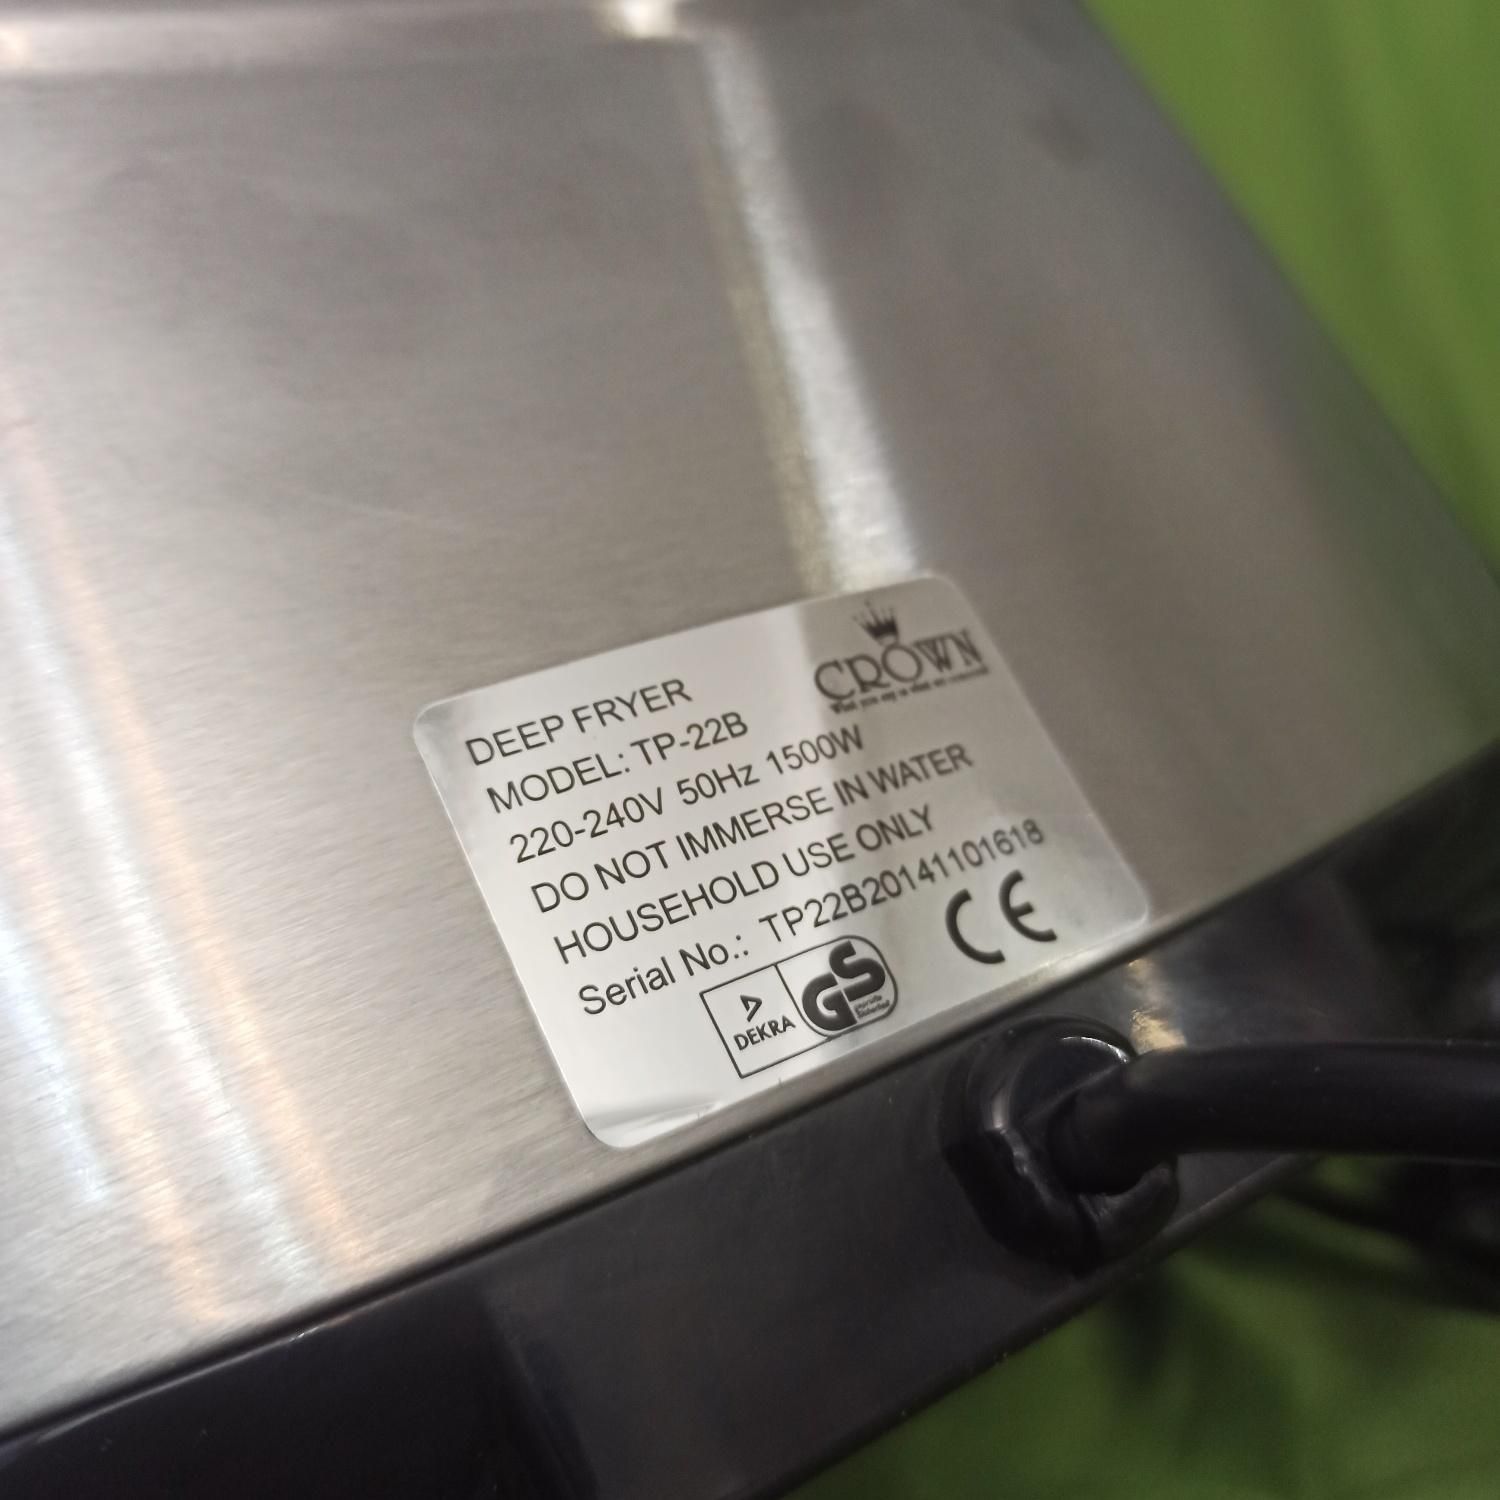 CROWN
DEEP FRYER
MODEL: TP-22B
220-240V 50Hz 1500W
DO NOT IMMERSE IN WATER
HOUSEHOLD USE ONLY
Serial No.: TP22B20141101618
DEKRA
GS
CE